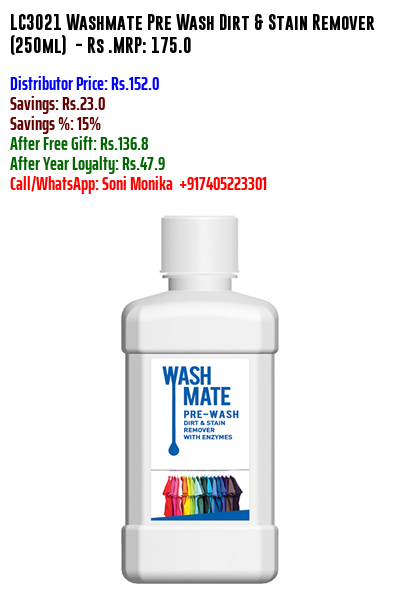 LC3021 Washmate Pre Wash Dirt & Stain Remover
(250ml) - Rs .MRP: 175.0
Distributor Price: Rs.152.0
Savings: Rs.23.0
Savings %: 15%
After Free Gift: Rs.136.8
After Year Loyalty: Rs.47.9
Call/WhatsApp: Soni Monika +917405223301
WASH
MATE
PRE-WASH
DIRT & STAIN
REMOVER
WITH ENZYMES